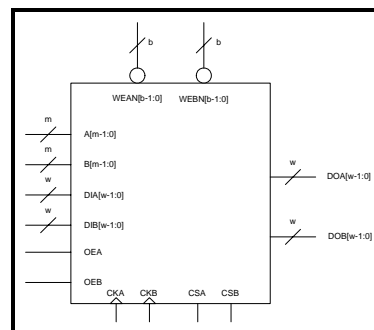 b b
WEAN[b-1:0] WEBN[b-1:0]
m
A[m-1:0]
m
B[m-1:0]
w
DIA[w-1:0]
w
DIB[w-1:0]
OEA
OEB
CKA CKB CSA CSB
w
DOA[w-1:0]
w
DOB[w-1:0]